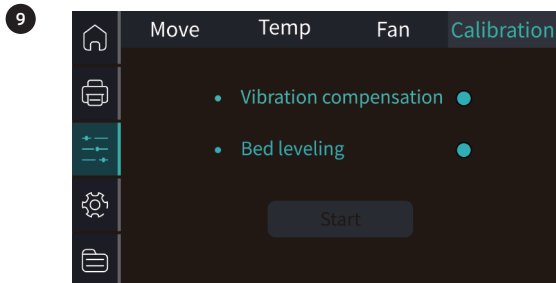 9
Move Temp Fan Calibration
• Vibration compensation
• Bed leveling
Start